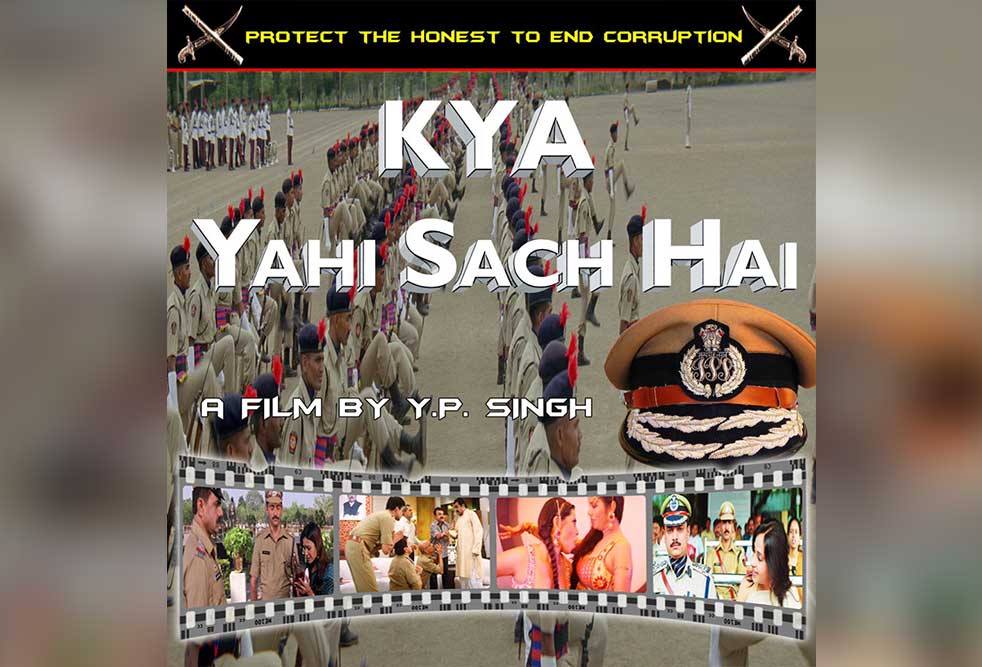 PROTECT THE HONEST TO END CORRUPTION
KYA
YAHI SACH HAI
A FILM BY Y.P. SINGH